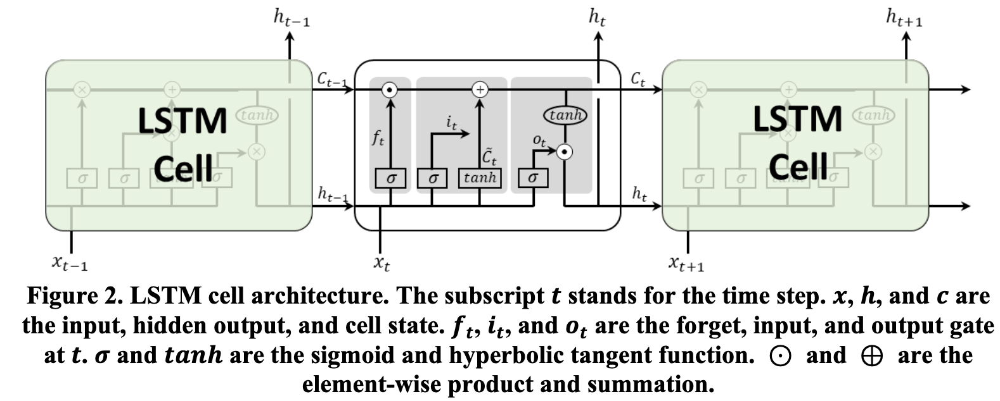 h_{t-1}
h_t
h_{t+1}
C_{t-1}
C_t
× + tanh
LSTM
Cell
×
σ σ tanh σ
f_t
i_t
C̃_t
tanh
o_t
σ σ tanh σ
× + tanh
LSTM
Cell
×
σ σ tanh σ
h_{t-1}
h_t
x_{t-1}
x_t
x_{t+1}
Figure 2. LSTM cell architecture. The subscript t stands for the time step. x, h, and c are
the input, hidden output, and cell state. f_t, i_t, and o_t are the forget, input, and output gate
at t. σ and tanh are the sigmoid and hyperbolic tangent function. ⊙ and ⊕ are the
element-wise product and summation.